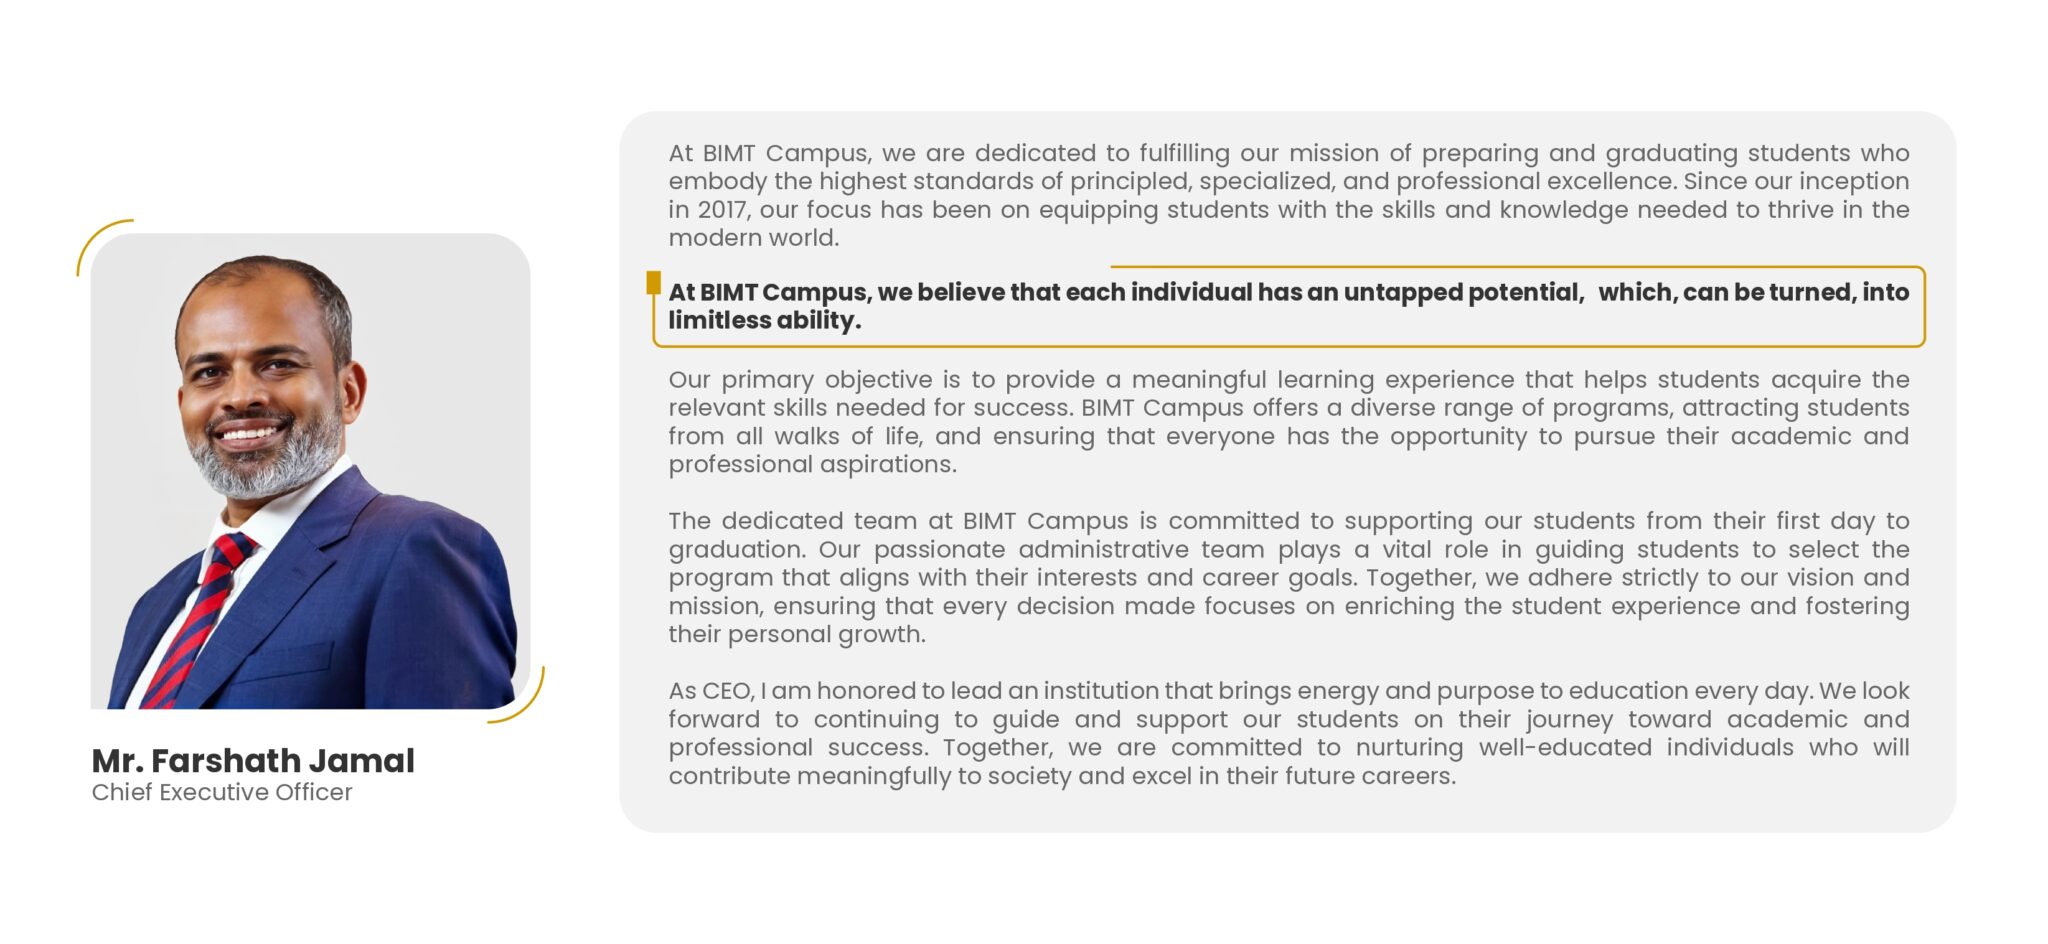 At BIMT Campus, we are dedicated to fulfilling our mission of preparing and graduating students who
embody the highest standards of principled, specialized, and professional excellence. Since our inception
in 2017, our focus has been on equipping students with the skills and knowledge needed to thrive in the
modern world.
At BIMT Campus, we believe that each individual has an untapped potential, which, can be turned, into
limitless ability.
Our primary objective is to provide a meaningful learning experience that helps students acquire the
relevant skills needed for success. BIMT Campus offers a diverse range of programs, attracting students
from all walks of life, and ensuring that everyone has the opportunity to pursue their academic and
professional aspirations.
The dedicated team at BIMT Campus is committed to supporting our students from their first day to
graduation. Our passionate administrative team plays a vital role in guiding students to select the
program that aligns with their interests and career goals. Together, we adhere strictly to our vision and
mission, ensuring that every decision made focuses on enriching the student experience and fostering
their personal growth.
As CEO, I am honored to lead an institution that brings energy and purpose to education every day. We look
forward to continuing to guide and support our students on their journey toward academic and
professional success. Together, we are committed to nurturing well-educated individuals who will
contribute meaningfully to society and excel in their future careers.
Mr. Farshath Jamal
Chief Executive Officer